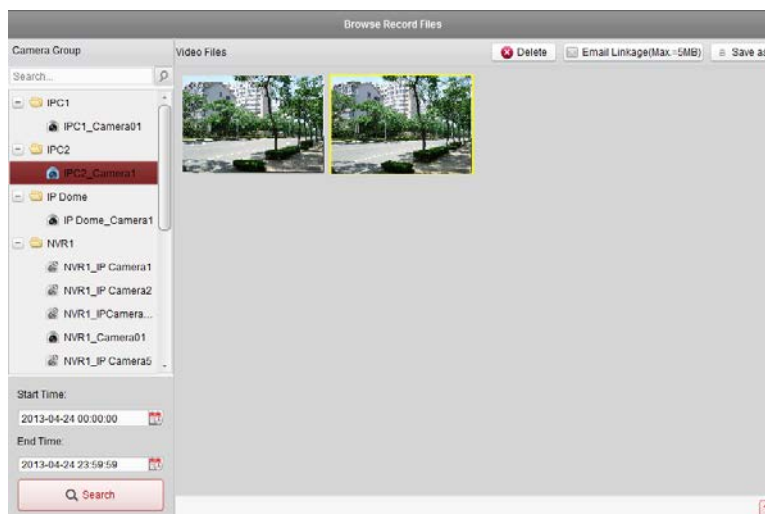 Browse Record Files
Camera Group
Video Files
Delete
Email Linkage(Max.=5MB)
Save as
Search...
IPC1
IPC1_Camera01
IPC2
IPC2_Camera1
IP Dome
IP Dome_Camera1
NVR1
NVR1_IP Camera1
NVR1_IP Camera2
NVR1_IPCamera...
NVR1_Camera01
NVR1_IP Camera5
Start Time:
2013-04-24 00:00:00
End Time:
2013-04-24 23:59:59
Search